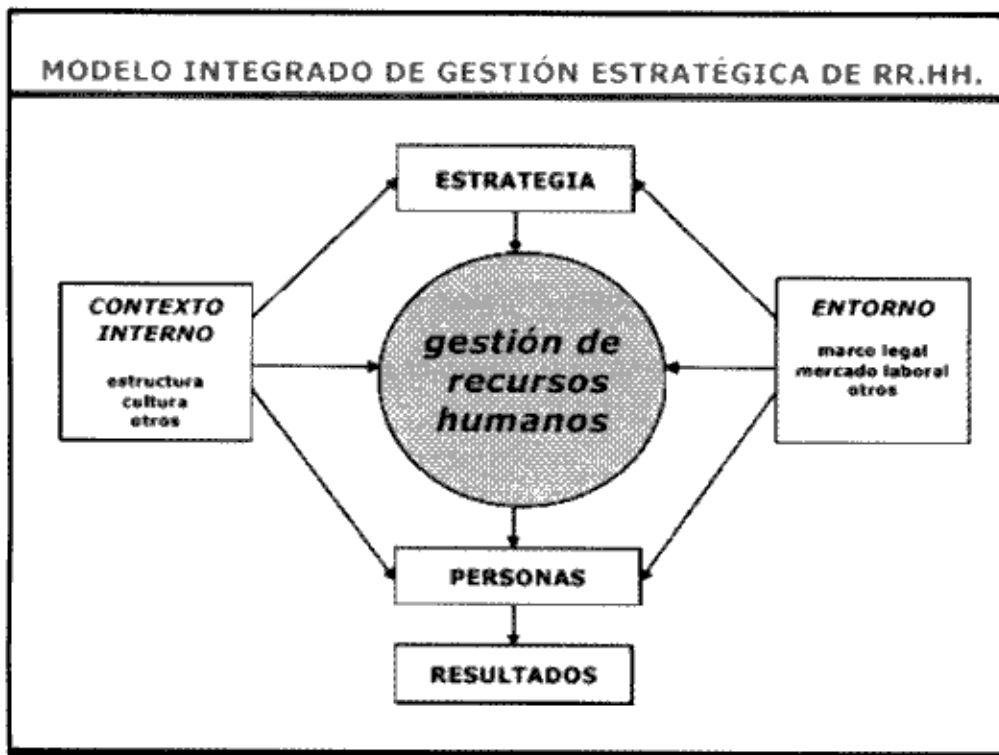 MODELO INTEGRADO DE GESTIÓN ESTRATÉGICA DE RR.HH.
ESTRATEGIA
CONTEXTO
INTERNO
estructura
cultura
otros
gestión de
recursos
humanos
ENTORNO
marco legal
mercado laboral
otros
PERSONAS
RESULTADOS